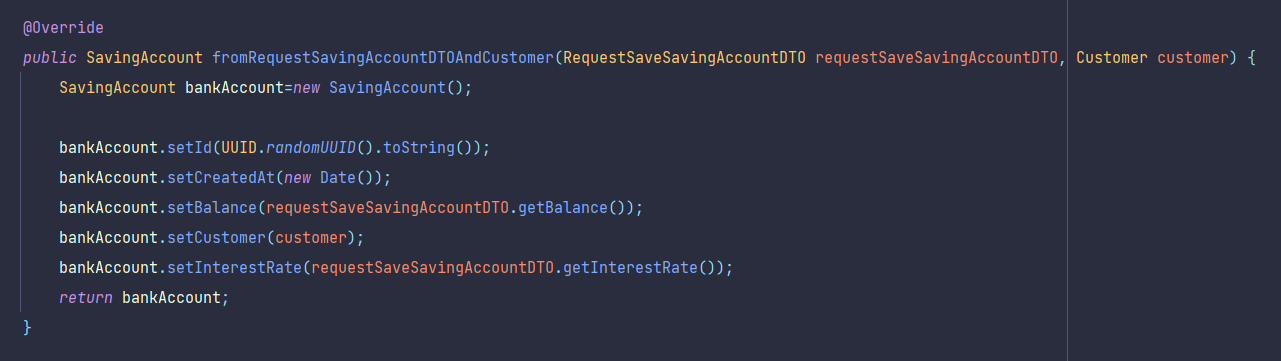 @Override
public SavingAccount fromRequestSavingAccountDTOAndCustomer(RequestSaveSavingAccountDTO requestSaveSavingAccountDTO, Customer customer) {
SavingAccount bankAccount=new SavingAccount();
bankAccount.setId(UUID.randomUUID().toString());
bankAccount.setCreatedAt(new Date());
bankAccount.setBalance(requestSaveSavingAccountDTO.getBalance());
bankAccount.setCustomer(customer);
bankAccount.setInterestRate(requestSaveSavingAccountDTO.getInterestRate());
return bankAccount;
}